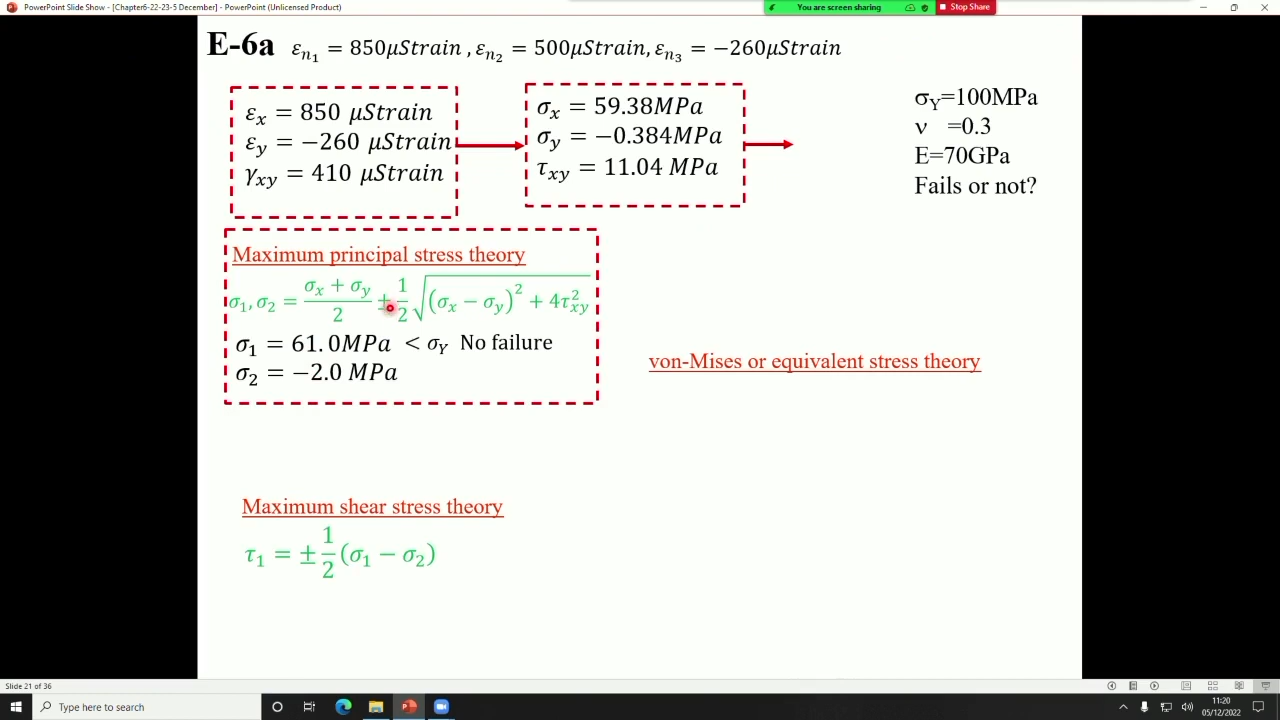 PowerPoint Slide Show - [Chapter6-22-23-5 December] - PowerPoint (Unlicensed Product)
You are screen sharing
Stop Share
E-6a εn1 = 850μStrain , εn2 = 500μStrain, εn3 = −260μStrain
εx = 850 μStrain
εy = −260 μStrain
γxy = 410 μStrain
σx = 59.38MPa
σy = −0.384MPa
τxy = 11.04 MPa
σY=100MPa
ν =0.3
E=70GPa
Fails or not?
Maximum principal stress theory
σ1, σ2 = (σx + σy)/2 ± 1/2 √((σx − σy)² + 4τ²xy)
σ1 = 61.0MPa < σY No failure
σ2 = −2.0 MPa
von-Mises or equivalent stress theory
Maximum shear stress theory
τ1 = ± 1/2 (σ1 − σ2)
Slide 21 of 36
Type here to search
11:20
05/12/2022